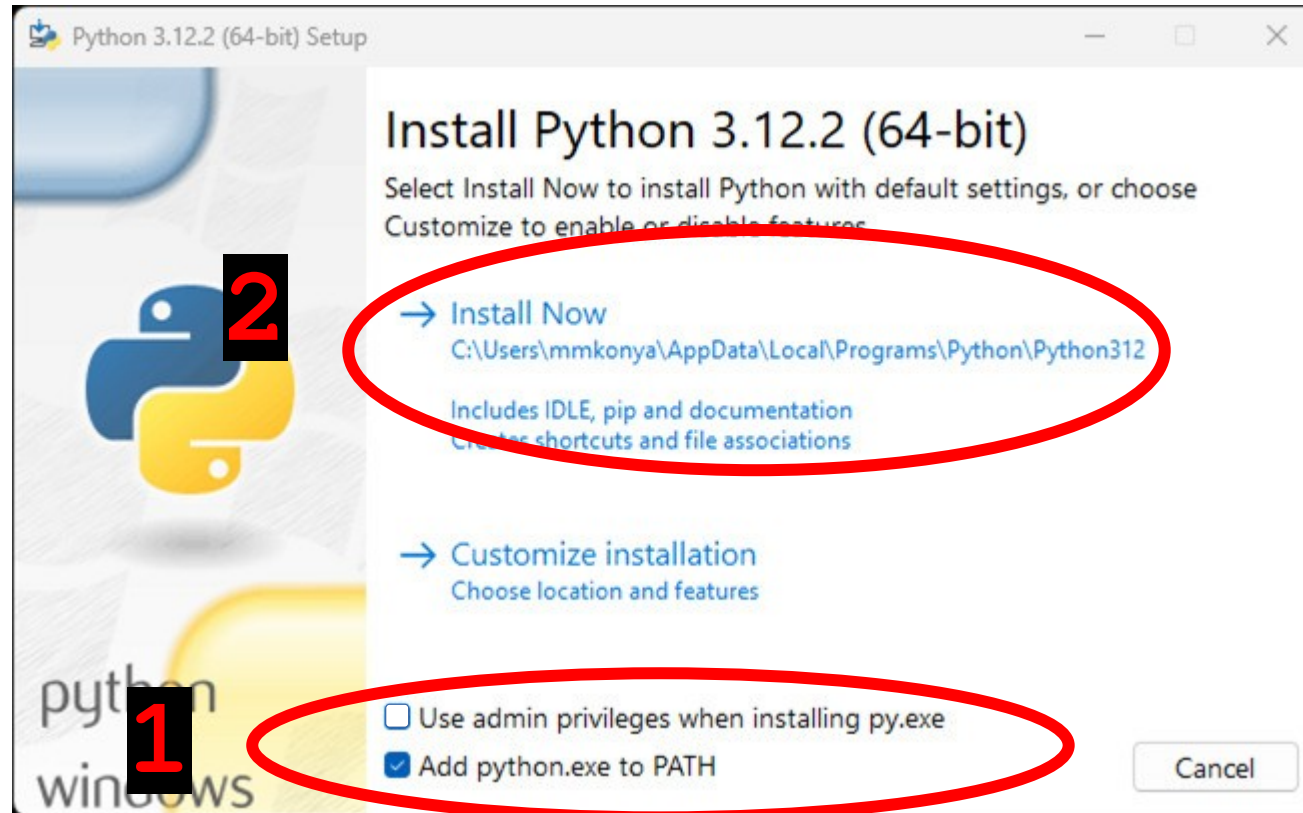 Python 3.12.2 (64-bit) Setup
Install Python 3.12.2 (64-bit)
Select Install Now to install Python with default settings, or choose
Customize to enable or disable features.
2
→ Install Now
C:\Users\mmkonya\AppData\Local\Programs\Python\Python312
Includes IDLE, pip and documentation
Creates shortcuts and file associations
→ Customize installation
Choose location and features
python
1
windows
Use admin privileges when installing py.exe
Add python.exe to PATH
Cancel